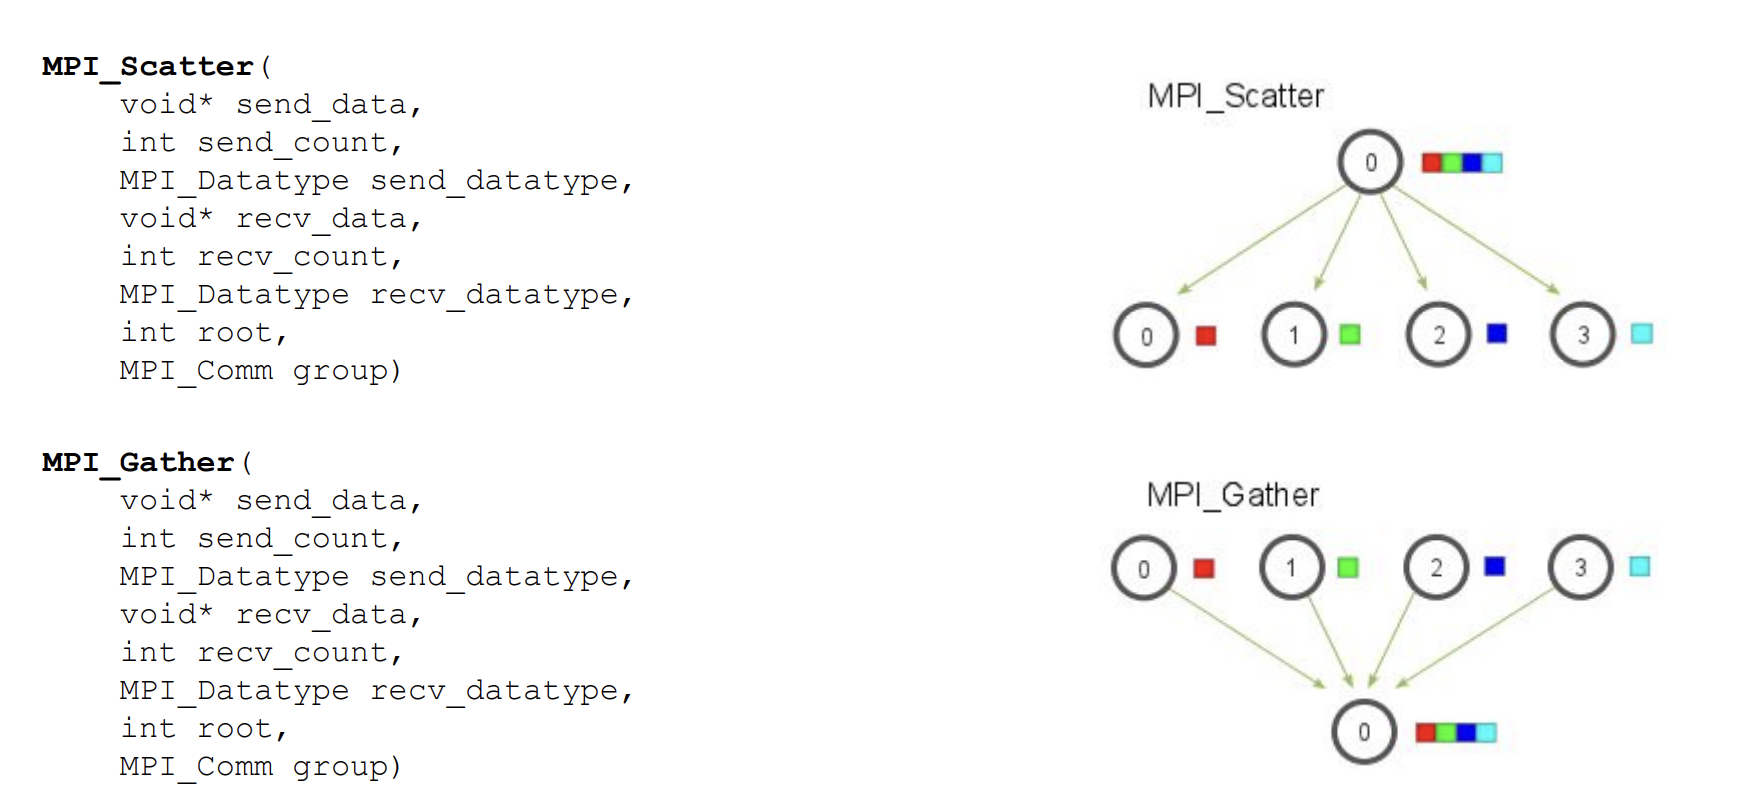 MPI_Scatter(
void* send_data,
int send_count,
MPI_Datatype send_datatype,
void* recv_data,
int recv_count,
MPI_Datatype recv_datatype,
int root,
MPI_Comm group)
MPI_Scatter
0
0
1
2
3
MPI_Gather(
void* send_data,
int send_count,
MPI_Datatype send_datatype,
void* recv_data,
int recv_count,
MPI_Datatype recv_datatype,
int root,
MPI_Comm group)
MPI_Gather
0
1
2
3
0